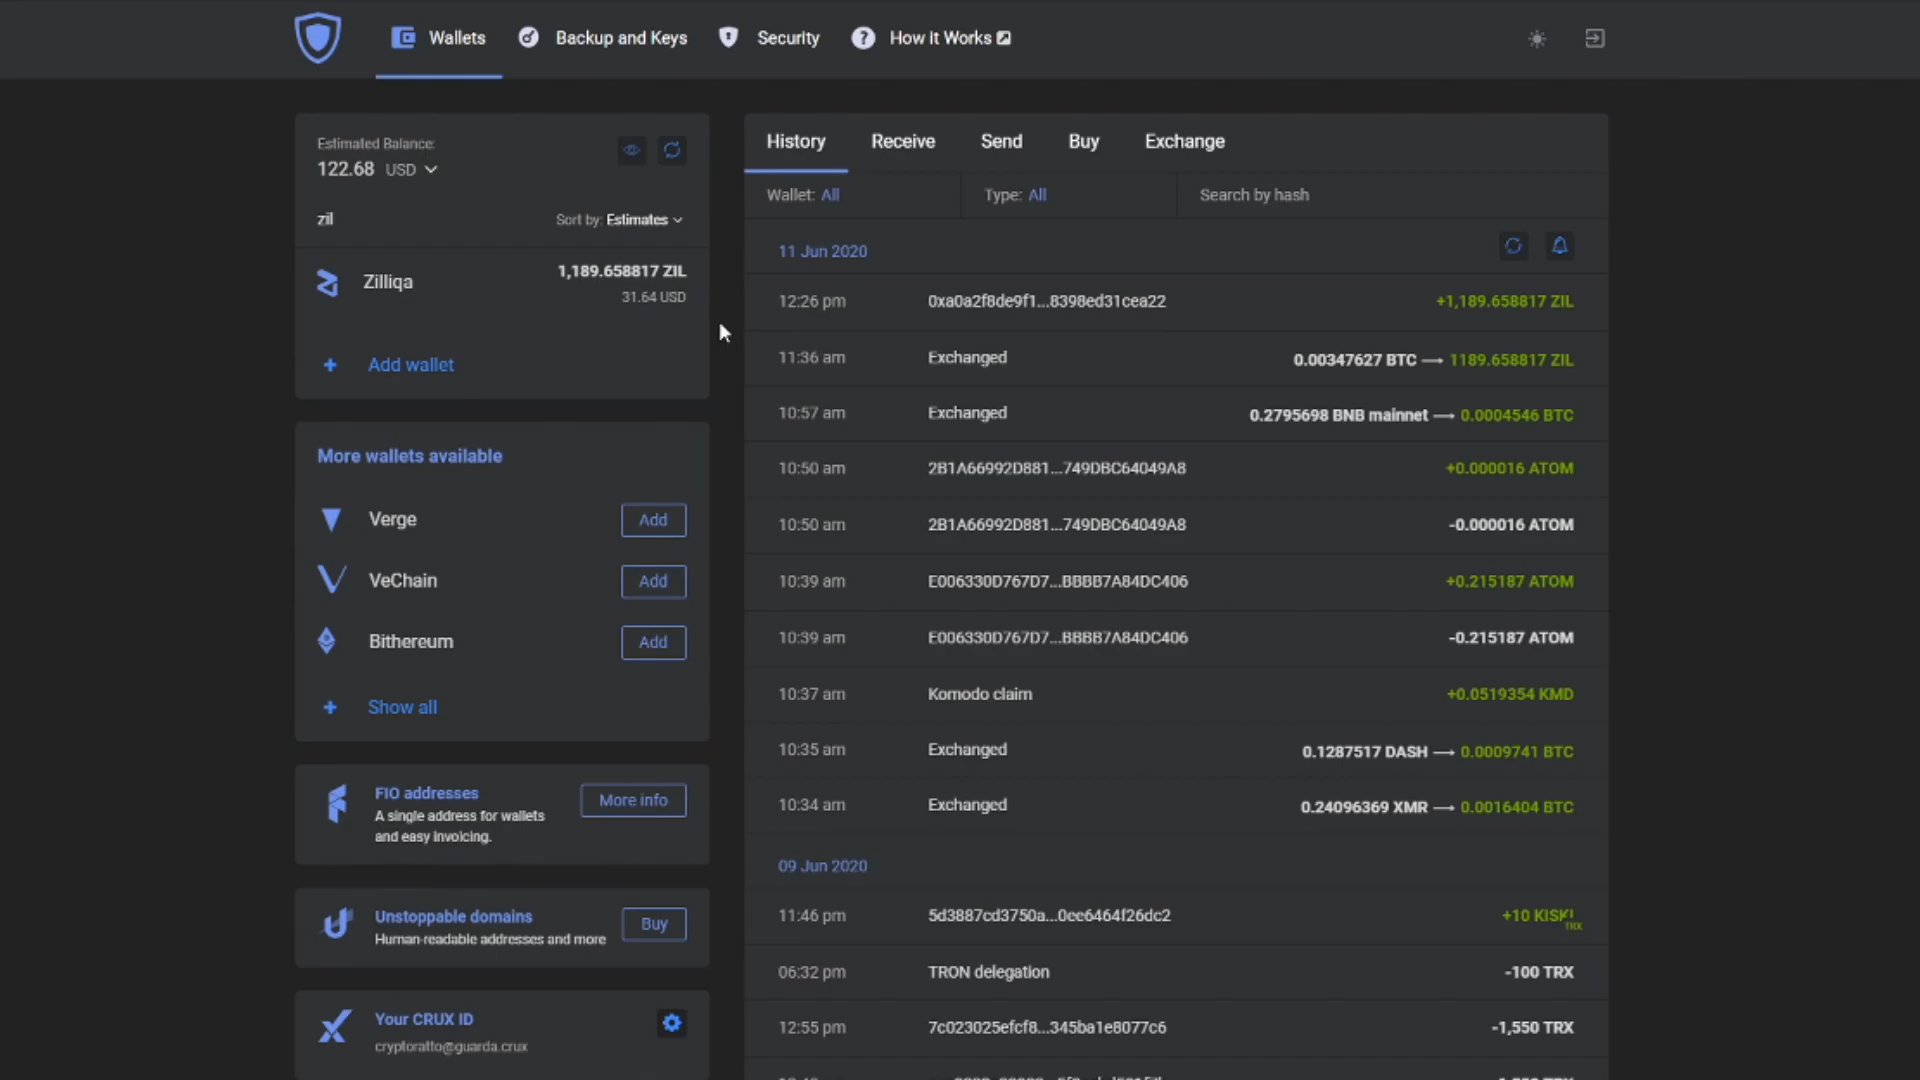 Wallets
Backup and Keys
Security
How it Works
Estimated Balance:
122.68 USD
zil
Sort by: Estimates
Zilliqa
1,189.658817 ZIL
31.64 USD
+ Add wallet
More wallets available
Verge
Add
VeChain
Add
Bithereum
Add
+ Show all
FIO addresses
A single address for wallets
and easy invoicing.
More info
Unstoppable domains
Human-readable addresses and more
Buy
Your CRUX ID
cryptoratto@guarda.crux
History
Receive
Send
Buy
Exchange
Wallet: All
Type: All
Search by hash
11 Jun 2020
12:26 pm 0xa0a2f8de9f1...8398ed31cea22 +1,189.658817 ZIL
11:36 am Exchanged 0.00347627 BTC → 1189.658817 ZIL
10:57 am Exchanged 0.2795698 BNB mainnet → 0.0004546 BTC
10:50 am 2B1A66992D881...749DBC64049A8 +0.000016 ATOM
10:50 am 2B1A66992D881...749DBC64049A8 -0.000016 ATOM
10:39 am E006330D767D7...BBBB7A84DC406 +0.215187 ATOM
10:39 am E006330D767D7...BBBB7A84DC406 -0.215187 ATOM
10:37 am Komodo claim +0.0519354 KMD
10:35 am Exchanged 0.1287517 DASH → 0.0009741 BTC
10:34 am Exchanged 0.24096369 XMR → 0.0016404 BTC
09 Jun 2020
11:46 pm 5d3887cd3750a...0ee6464f26dc2 +10 KISKI
TRX
06:32 pm TRON delegation -100 TRX
12:55 pm 7c023025efcf8...345ba1e8077c6 -1,550 TRX